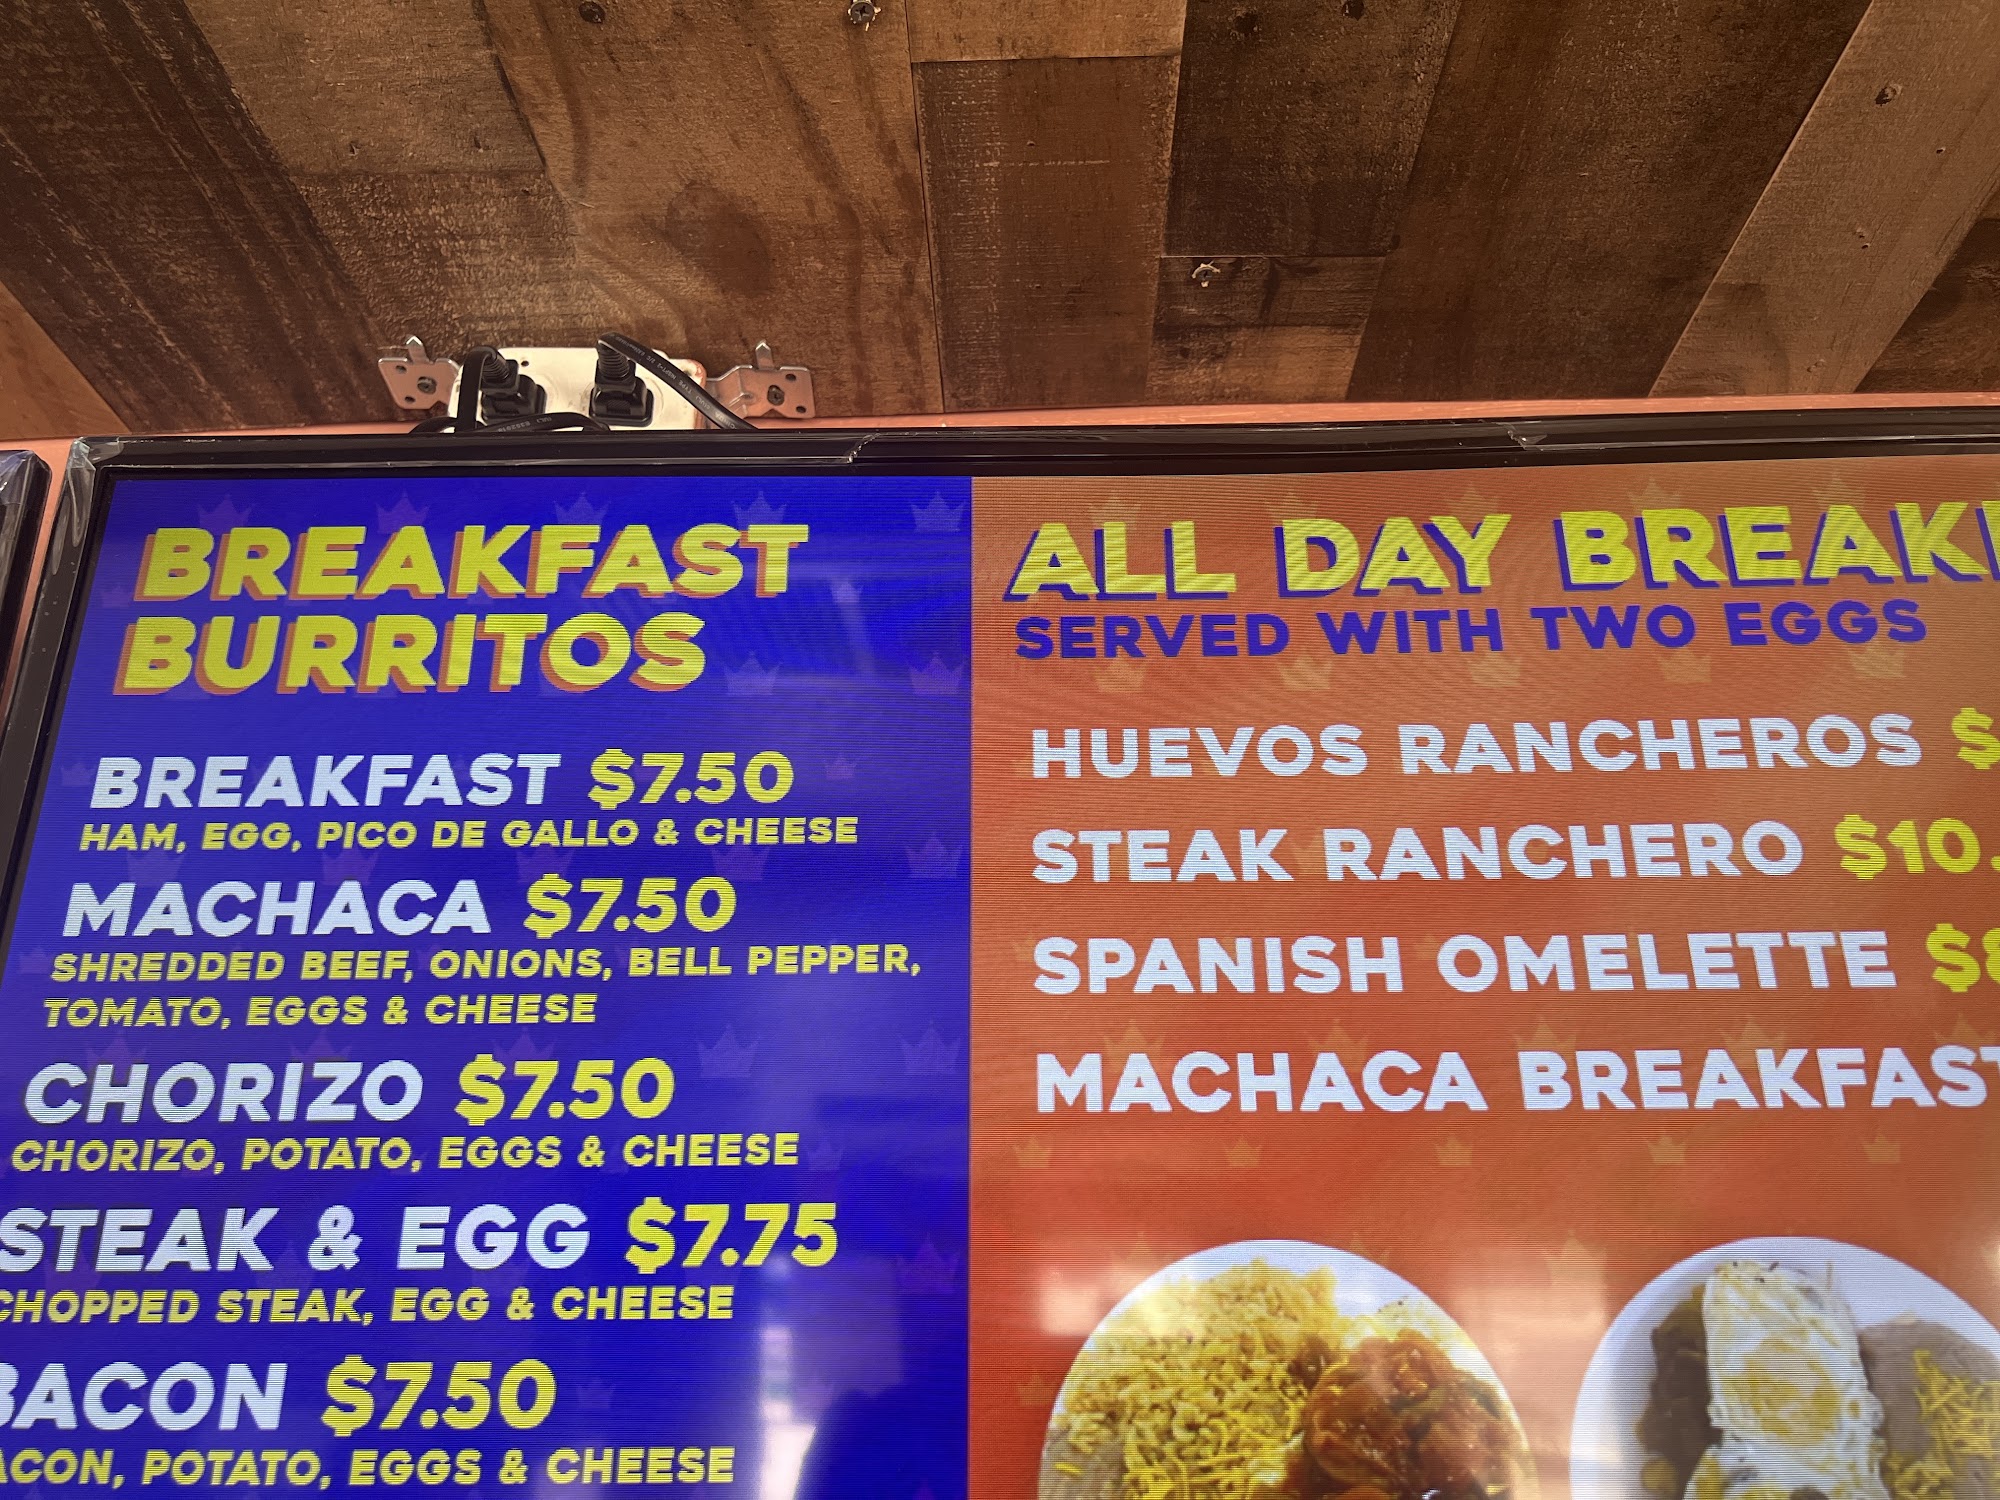 BREAKFAST
BURRITOS
BREAKFAST $7.50
HAM, EGG, PICO DE GALLO & CHEESE
MACHACA $7.50
SHREDDED BEEF, ONIONS, BELL PEPPER,
TOMATO, EGGS & CHEESE
CHORIZO $7.50
CHORIZO, POTATO, EGGS & CHEESE
STEAK & EGG $7.75
CHOPPED STEAK, EGG & CHEESE
BACON $7.50
ACON, POTATO, EGGS & CHEESE
ALL DAY BREAK
SERVED WITH TWO EGGS
HUEVOS RANCHEROS $
STEAK RANCHERO $10.
SPANISH OMELETTE $8
MACHACA BREAKFAST